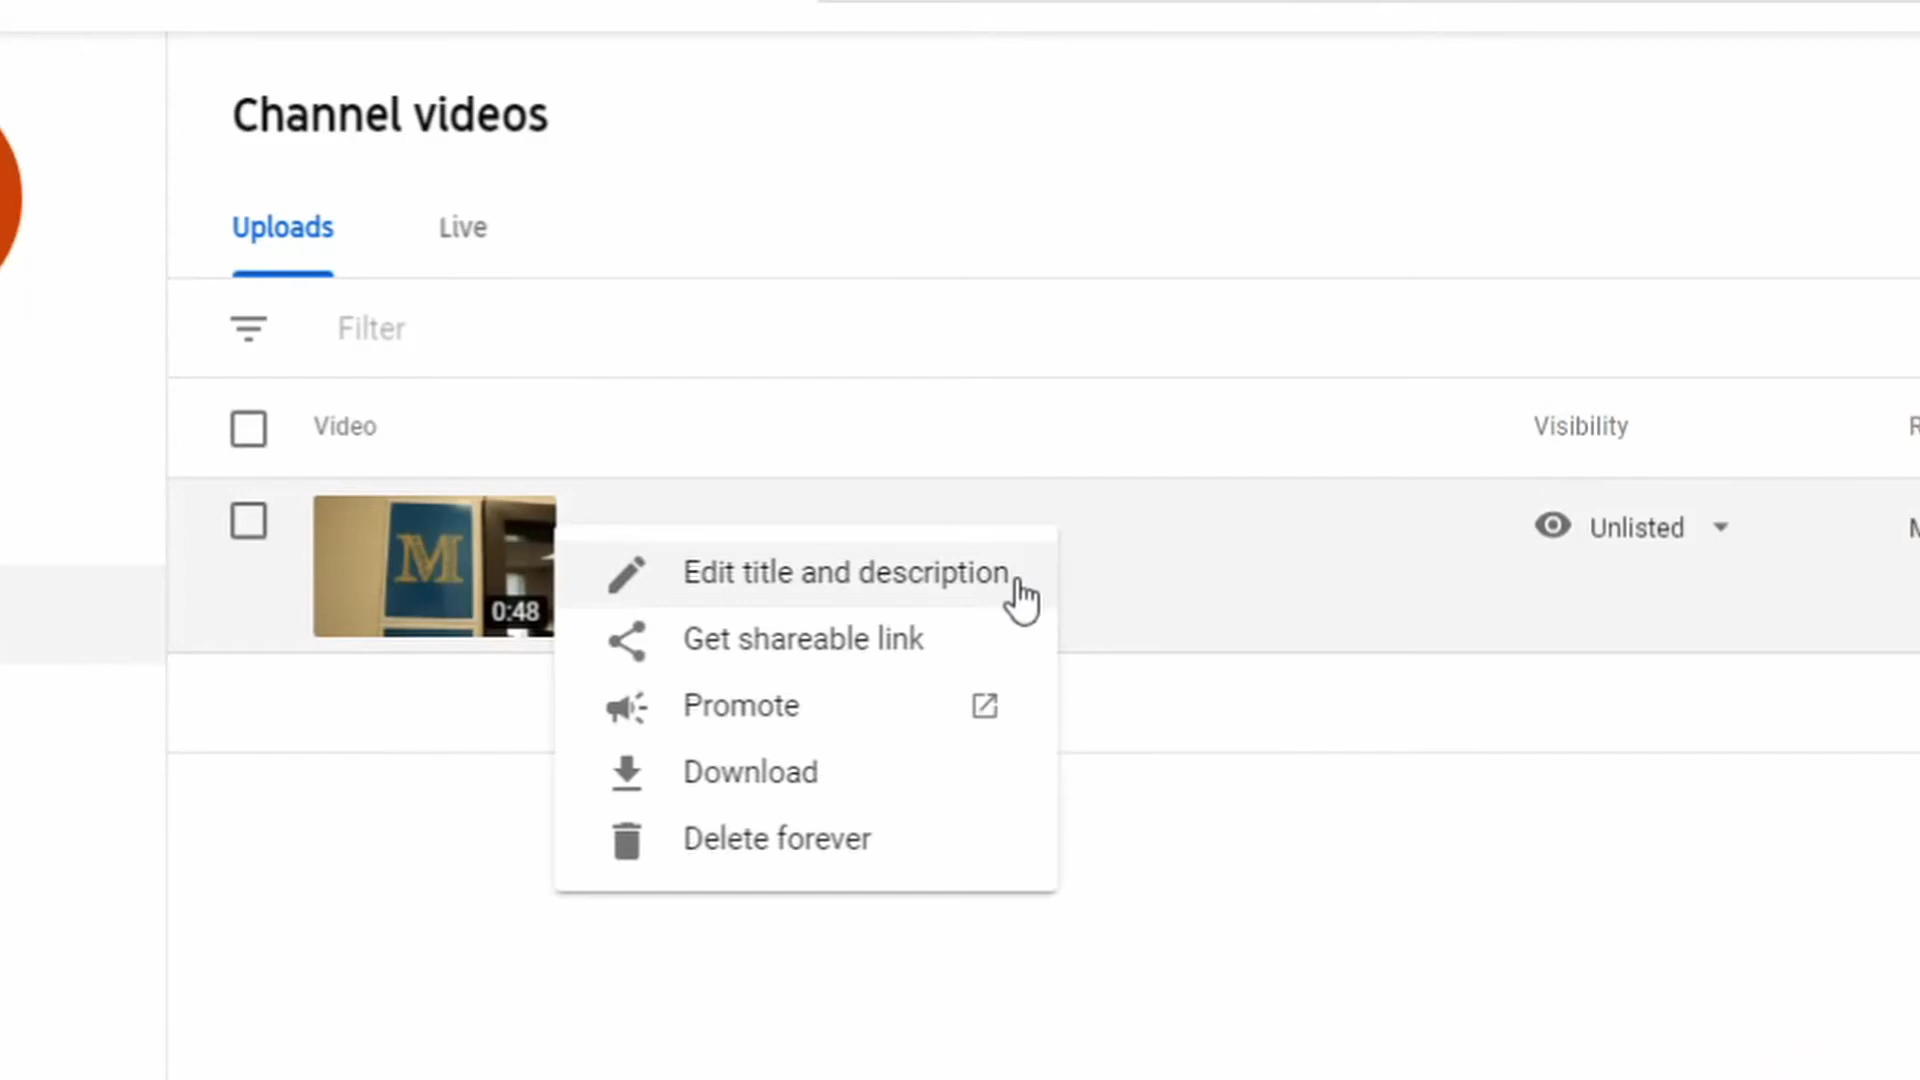 Channel videos
Uploads Live
Filter
Video Visibility R
M 0:48 Unlisted M
Edit title and description
Get shareable link
Promote
Download
Delete forever